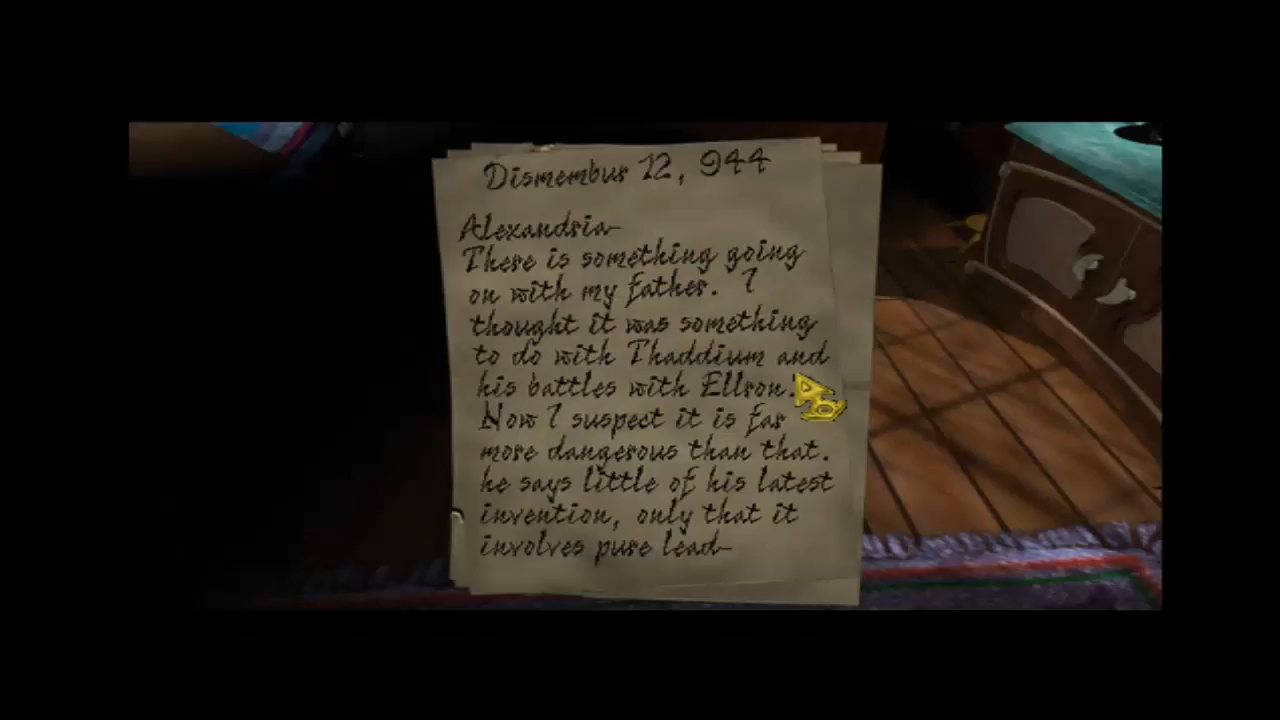 Dismembur 12, 944
Alexandria-
There is something going
on with my father. I
thought it was something
to do with Thaddium and
his battles with Ellron.
Now I suspect it is far
more dangerous than that.
he says little of his latest
invention, only that it
involves pure lead-